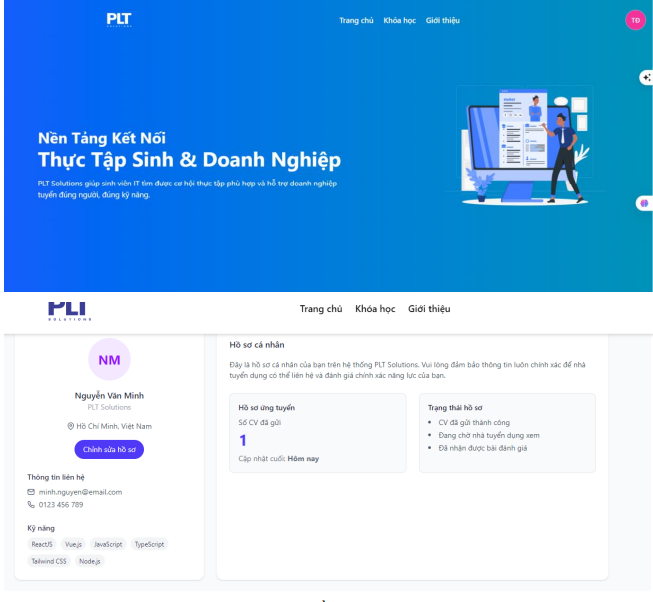 PLT
SOLUTIONS
Trang chủ Khóa học Giới thiệu
TĐ
Nền Tảng Kết Nối
Thực Tập Sinh & Doanh Nghiệp
PLT Solutions giúp sinh viên IT tìm được cơ hội thực tập phù hợp và hỗ trợ doanh nghiệp
tuyển đúng người, đúng kỹ năng.
PLT
SOLUTIONS
Trang chủ Khóa học Giới thiệu
NM
Nguyễn Văn Minh
PLT Solutions
Hồ Chí Minh, Việt Nam
Chỉnh sửa hồ sơ
Thông tin liên hệ
minh.nguyen@email.com
0123 456 789
Kỹ năng
ReactJS Vue.js JavaScript TypeScript
Tailwind CSS Node.js
Hồ sơ cá nhân
Đây là hồ sơ cá nhân của bạn trên hệ thống PLT Solutions. Vui lòng đảm bảo thông tin luôn chính xác để nhà
tuyển dụng có thể liên hệ và đánh giá chính xác năng lực của bạn.
Hồ sơ ứng tuyển
Số CV đã gửi
1
Cập nhật cuối: Hôm nay
Trạng thái hồ sơ
• CV đã gửi thành công
• Đang chờ nhà tuyển dụng xem
• Đã nhận được bài đánh giá